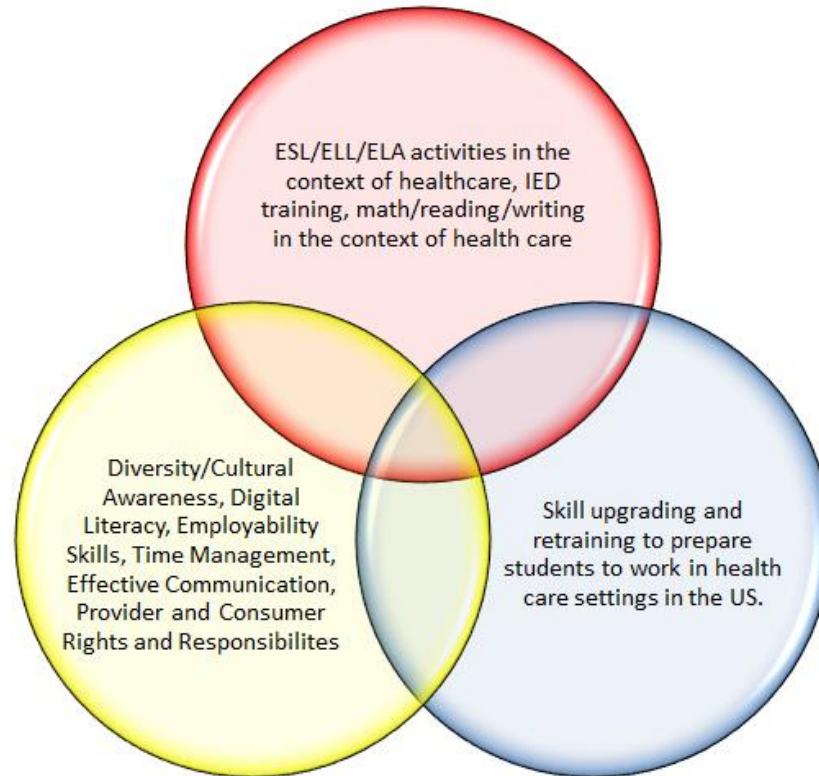 ESL/ELL/ELA activities in the
context of healthcare, IED
training, math/reading/writing
in the context of health care
Diversity/Cultural
Awareness, Digital
Literacy, Employability
Skills, Time Management,
Effective Communication,
Provider and Consumer
Rights and Responsibilites
Skill upgrading and
retraining to prepare
students to work in health
care settings in the US.